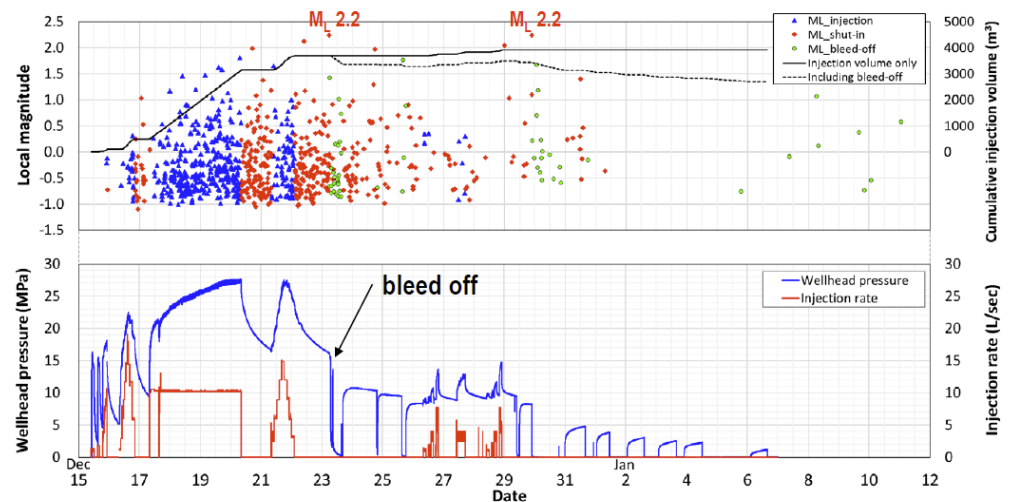 M_L 2.2
M_L 2.2
2.5
2.0
1.5
1.0
0.5
0.0
-0.5
-1.0
-1.5
Local magnitude
5000
4000
3000
2000
1000
0
Cumulative injection volume (m³)
ML_injection
ML_shut-in
ML_bleed-off
Injection volume only
Including bleed-off
30
25
20
15
10
5
0
Wellhead pressure (MPa)
bleed off
Wellhead pressure
Injection rate
30
25
20
15
10
5
0
Injection rate (L/sec)
Dec
Jan
15
17
19
21
23
25
27
29
31
2
4
6
8
10
12
Date